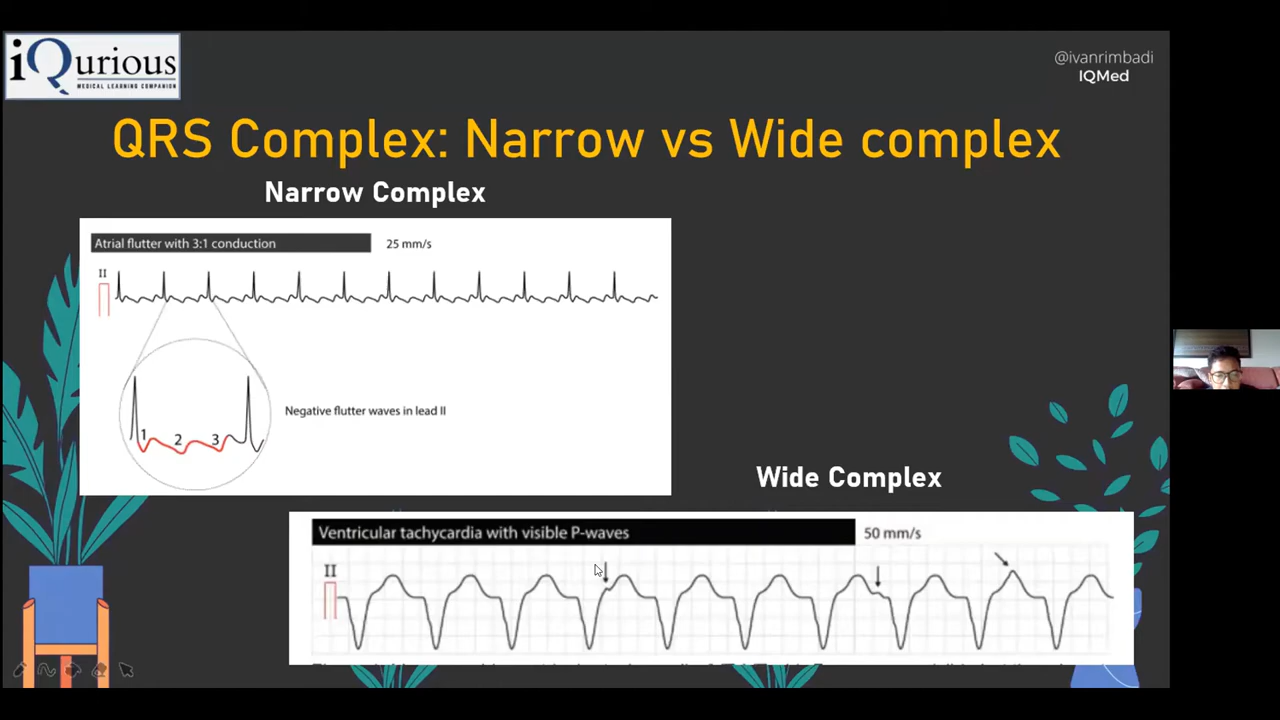 iQurious
MEDICAL LEARNING COMPANION
@ivanrimbadi
IQMed
QRS Complex: Narrow vs Wide complex
Narrow Complex
Atrial flutter with 3:1 conduction
25 mm/s
II
1 2 3
Negative flutter waves in lead II
Wide Complex
Ventricular tachycardia with visible P-waves
50 mm/s
II